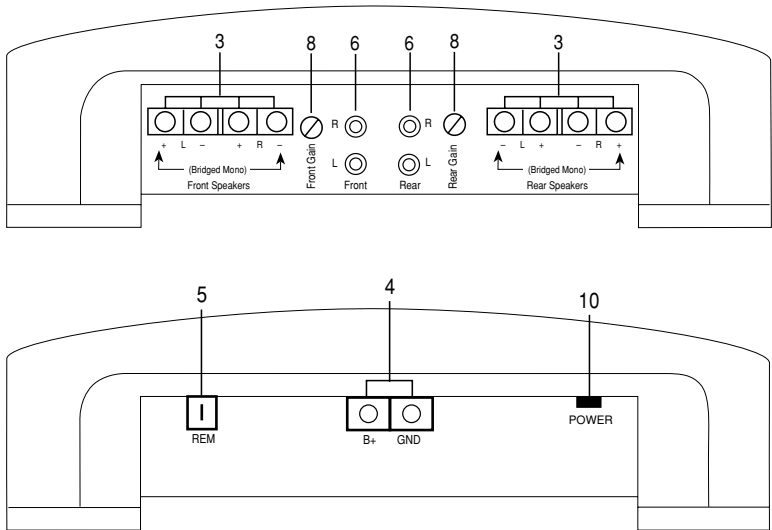 3 8 6 6 8 3
R R
+ L – + R – – L + – R +
Front Gain
Rear Gain
L L
(Bridged Mono) (Bridged Mono)
Front Speakers Front Rear Rear Speakers
5 4 10
REM B+ GND POWER